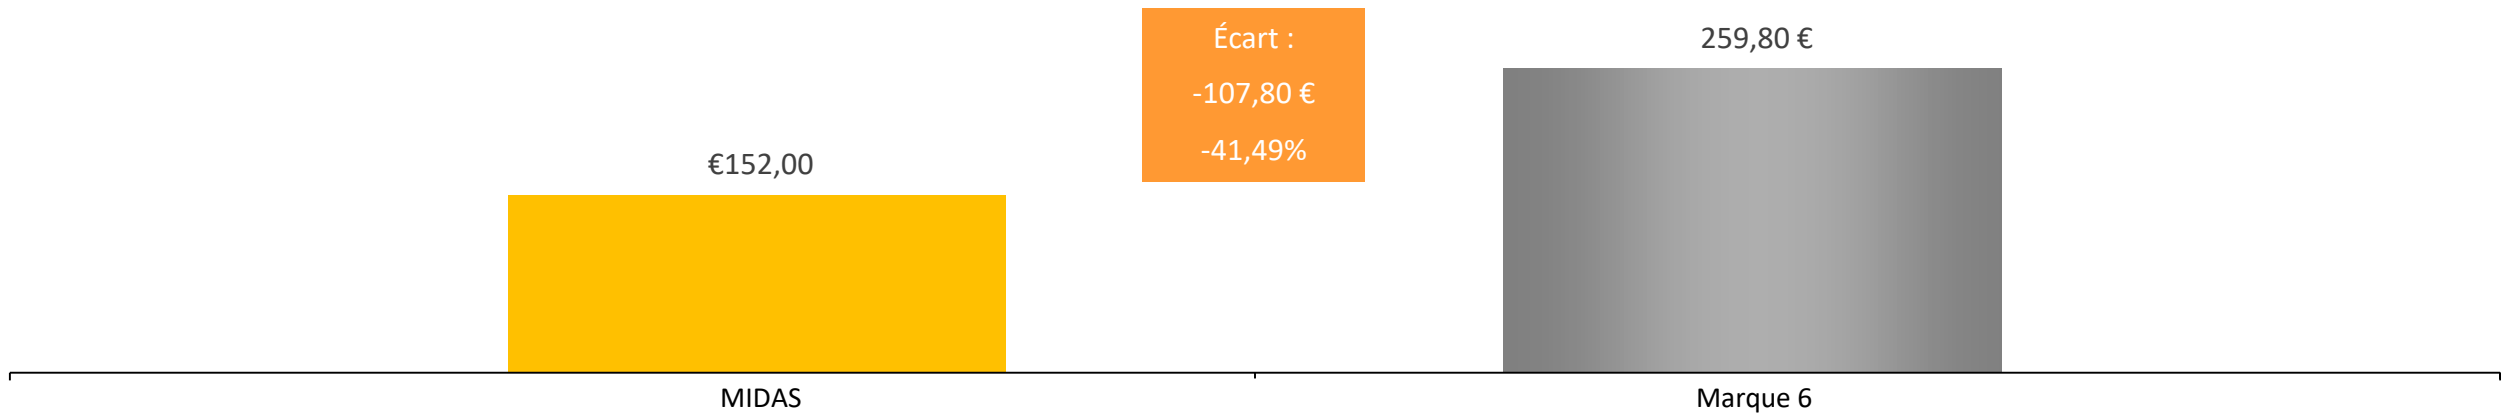 Écart :
-107,80 €
-41,49%
259,80 €
€152,00
MIDAS
Marque 6